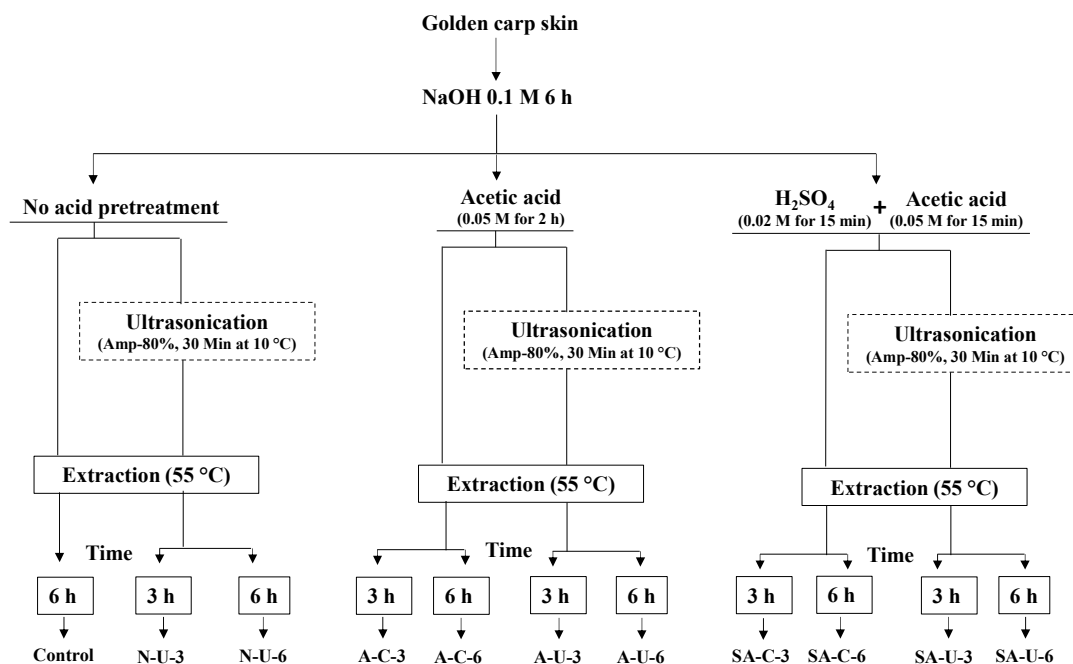 Golden carp skin
NaOH 0.1 M 6 h
No acid pretreatment
Acetic acid
(0.05 M for 2 h)
H₂SO₄ + Acetic acid
(0.02 M for 15 min) (0.05 M for 15 min)
Ultrasonication
(Amp-80%, 30 Min at 10 °C)
Ultrasonication
(Amp-80%, 30 Min at 10 °C)
Ultrasonication
(Amp-80%, 30 Min at 10 °C)
Extraction (55 °C)
Extraction (55 °C)
Extraction (55 °C)
Time
Time
Time
6 h 3 h 6 h 3 h 6 h 3 h 6 h 3 h 6 h 3 h 6 h
Control N-U-3 N-U-6 A-C-3 A-C-6 A-U-3 A-U-6 SA-C-3 SA-C-6 SA-U-3 SA-U-6